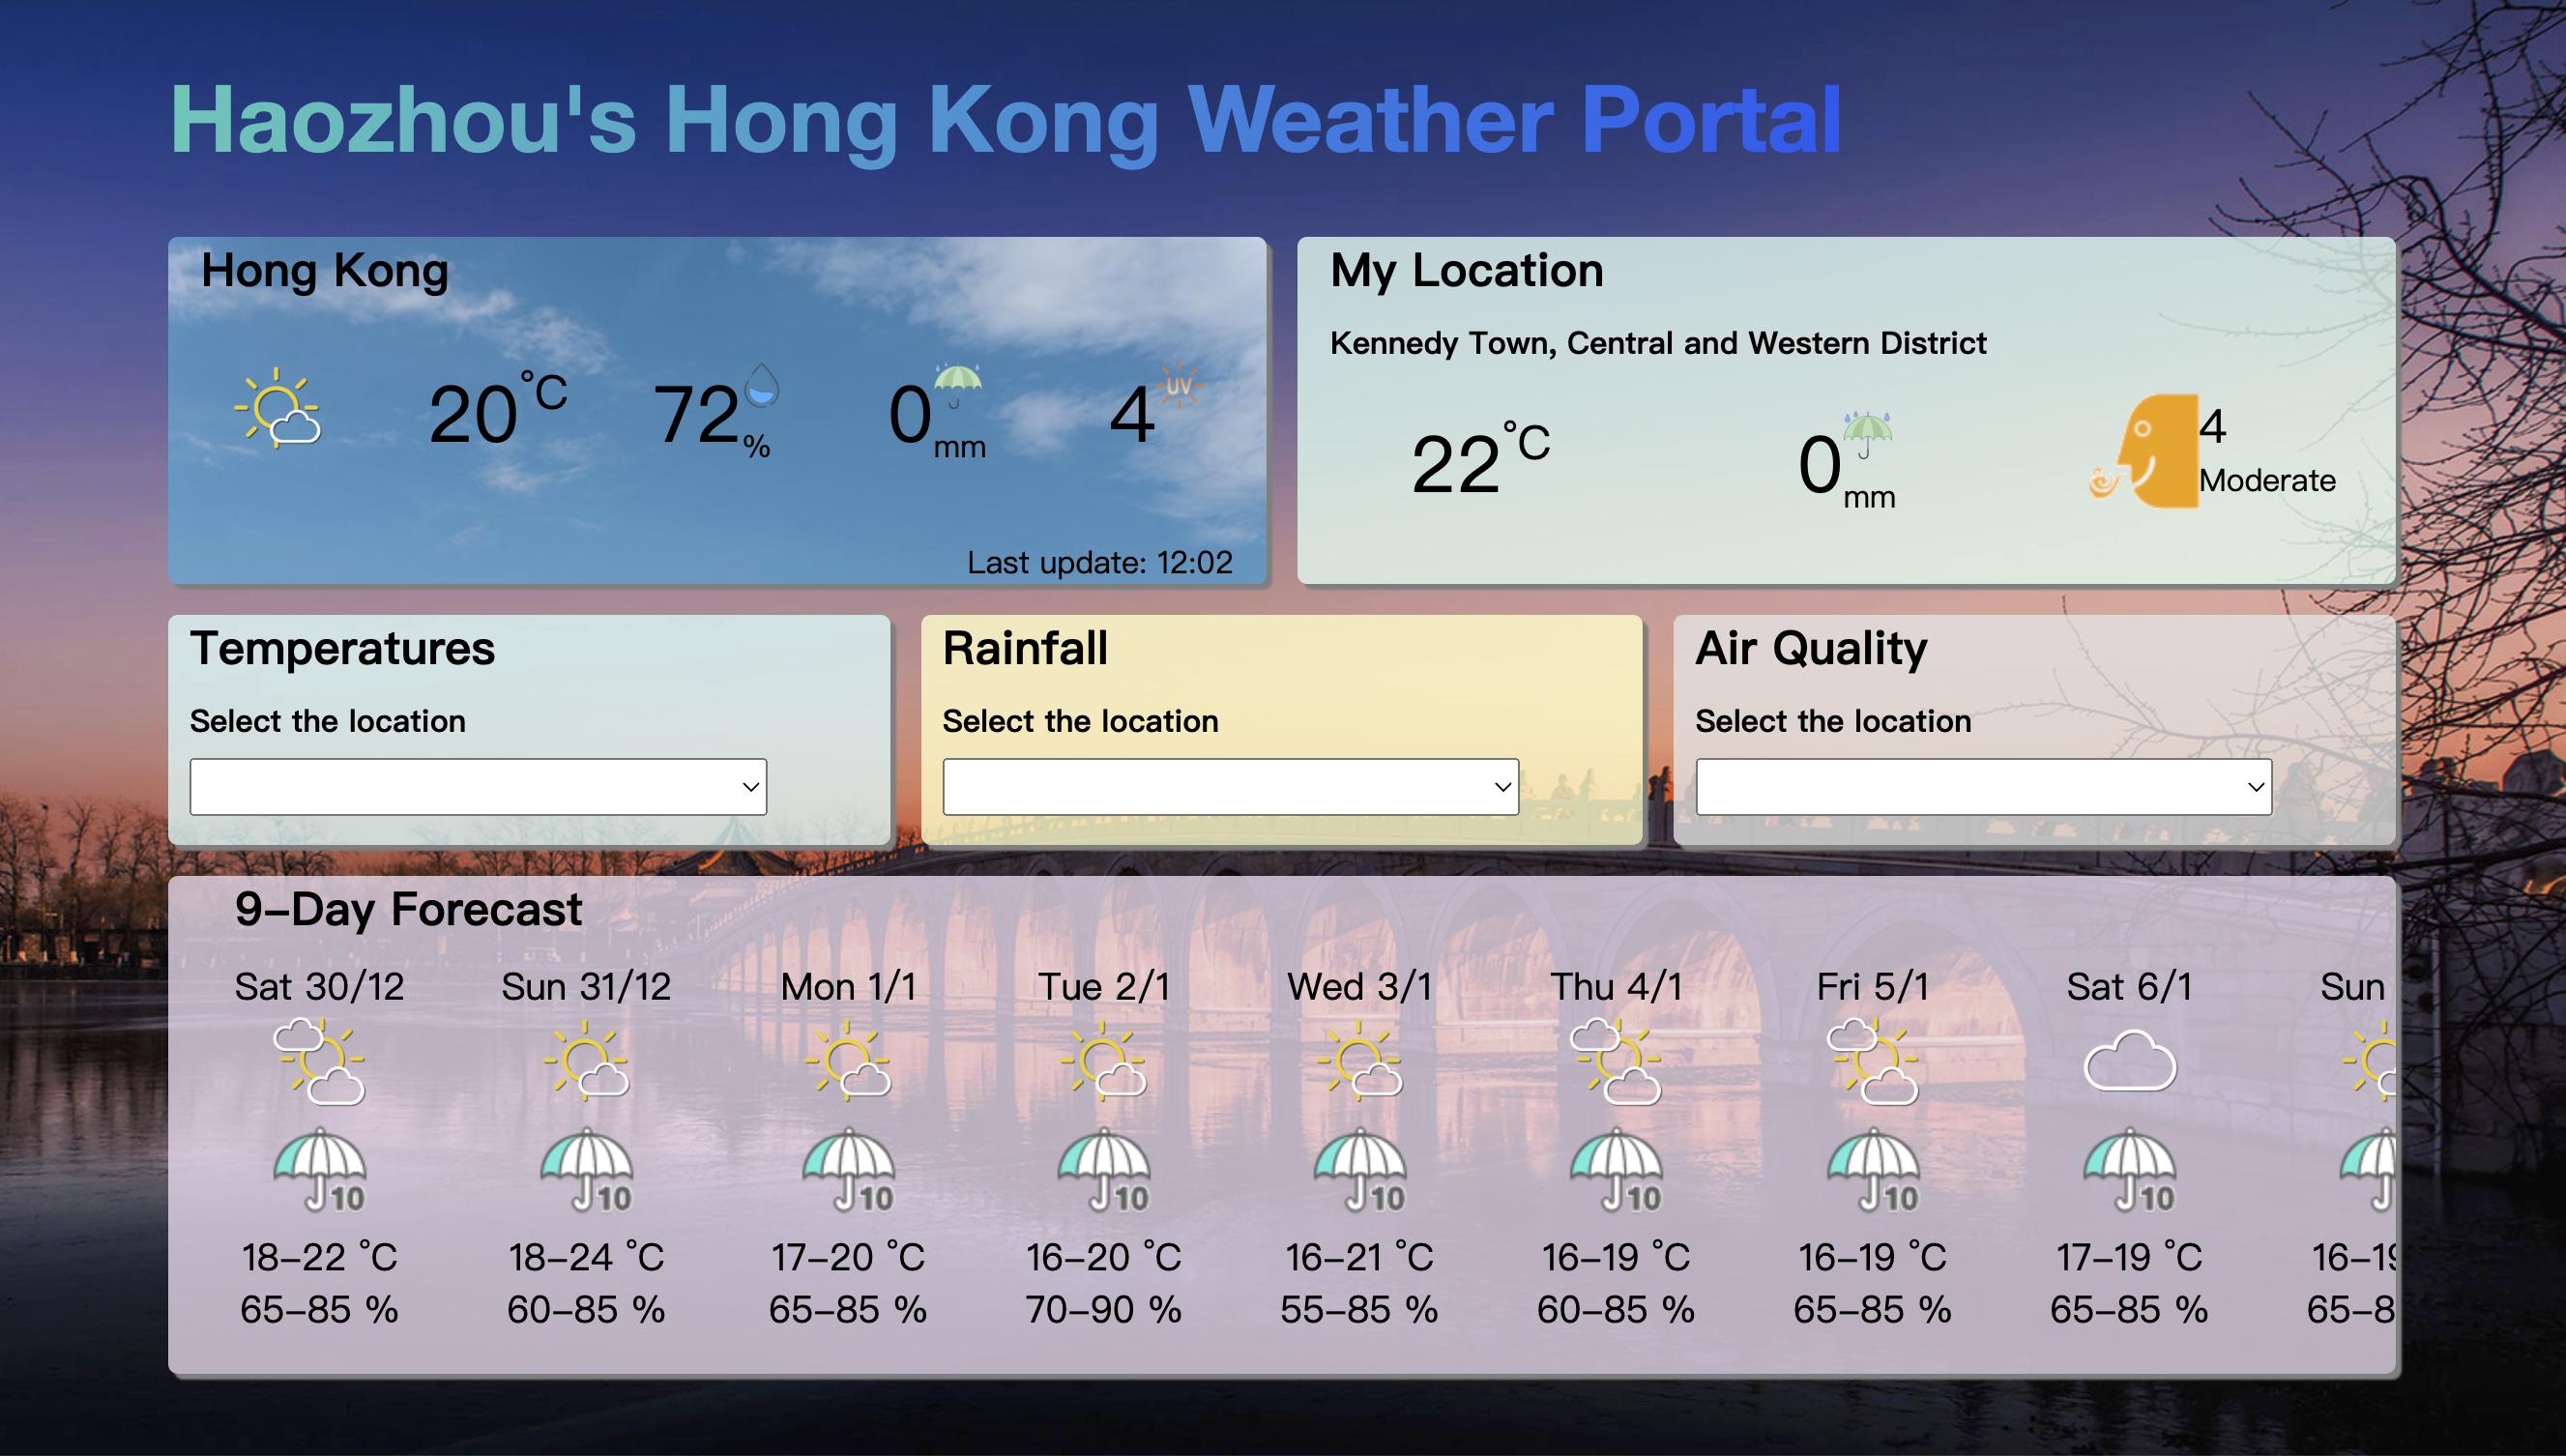 Haozhou's Hong Kong Weather Portal
Hong Kong
20 °C 72 % 0 mm 4 UV
Last update: 12:02
My Location
Kennedy Town, Central and Western District
22 °C 0 mm 4 Moderate
Temperatures
Select the location
Rainfall
Select the location
Air Quality
Select the location
9-Day Forecast
Sat 30/12 Sun 31/12 Mon 1/1 Tue 2/1 Wed 3/1 Thu 4/1 Fri 5/1 Sat 6/1 Sun
10 10 10 10 10 10 10 10
18-22 °C 18-24 °C 17-20 °C 16-20 °C 16-21 °C 16-19 °C 16-19 °C 17-19 °C 16-19
65-85 % 60-85 % 65-85 % 70-90 % 55-85 % 60-85 % 65-85 % 65-85 % 65-8